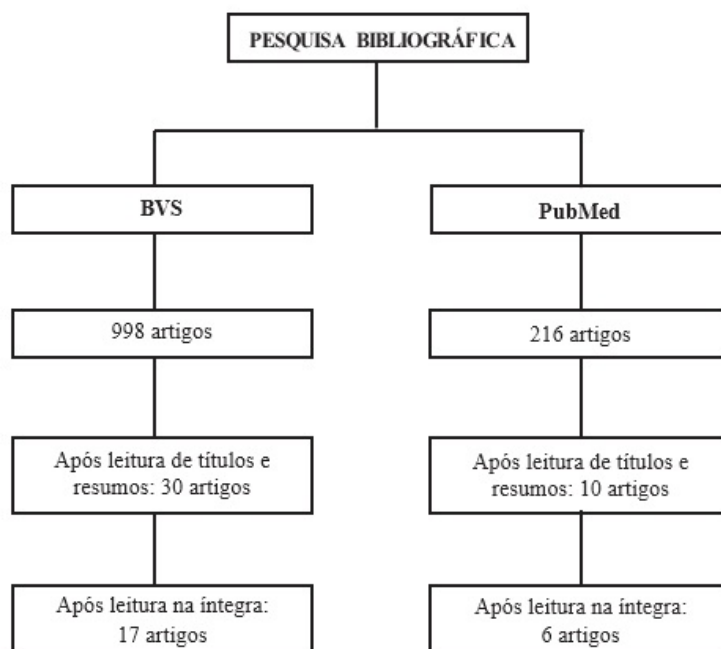 PESQUISA BIBLIOGRÁFICA
BVS
PubMed
998 artigos
216 artigos
Após leitura de títulos e
resumos: 30 artigos
Após leitura de títulos e
resumos: 10 artigos
Após leitura na íntegra:
17 artigos
Após leitura na íntegra:
6 artigos